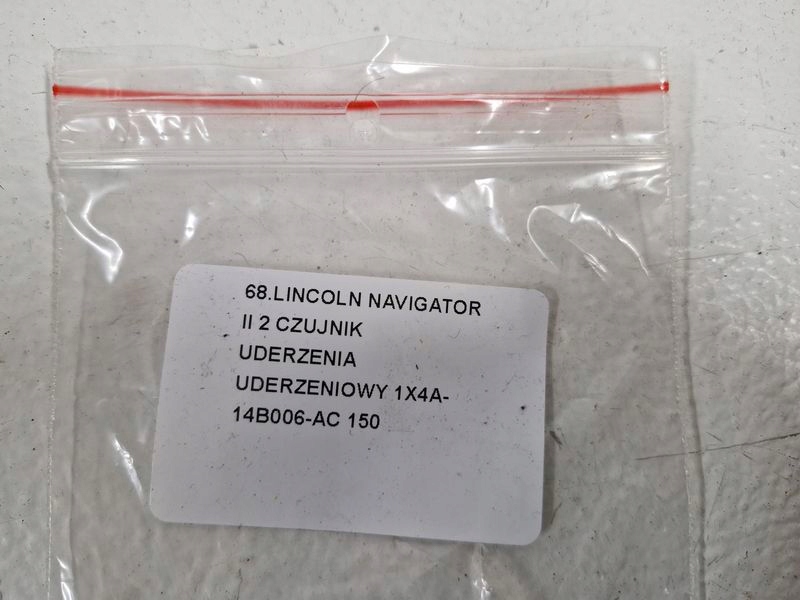 68.LINCOLN NAVIGATOR
II 2 CZUJNIK
UDERZENIA
UDERZENIOWY 1X4A-
14B006-AC 150